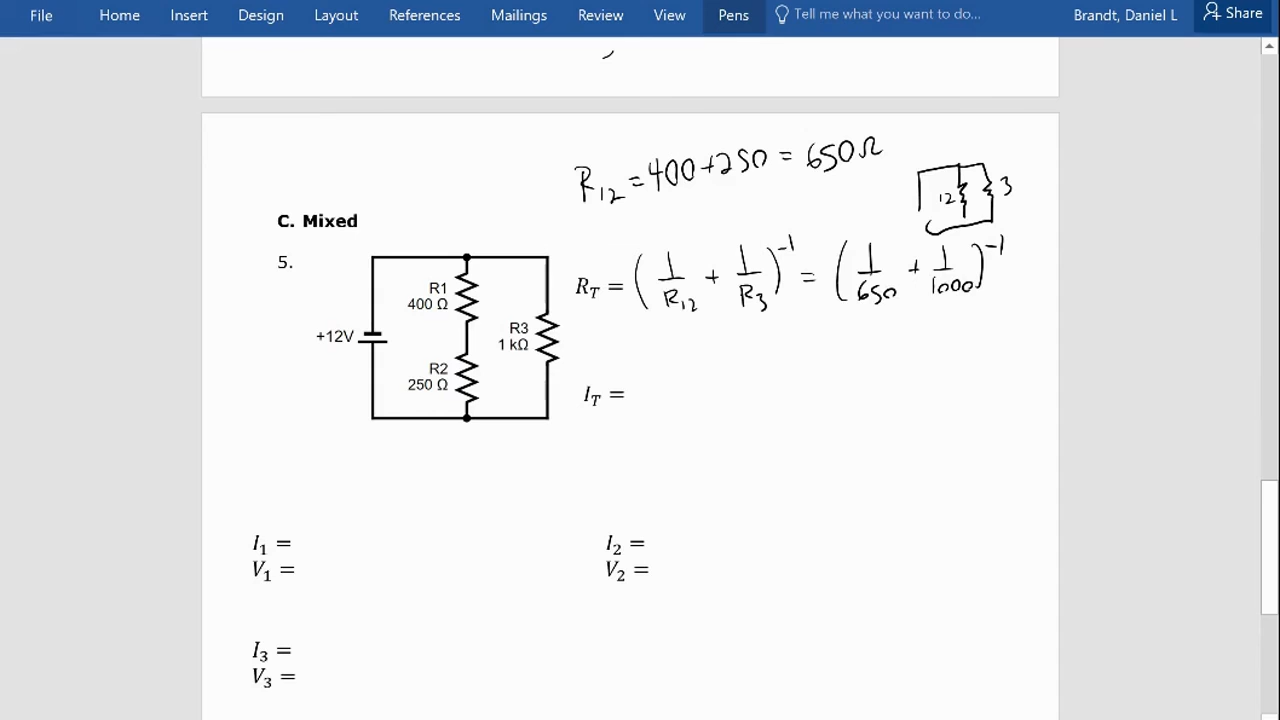 File Home Insert Design Layout References Mailings Review View Pens Tell me what you want to do... Brandt, Daniel L Share
R₁₂ = 400 + 250 = 650Ω
C. Mixed
12 3
5.
R_T = (1/R₁₂ + 1/R₃)⁻¹ = (1/650 + 1/1000)⁻¹
R1
400 Ω
R3
1 kΩ
+12V
R2
250 Ω
I_T =
I₁ = I₂ =
V₁ = V₂ =
I₃ =
V₃ =